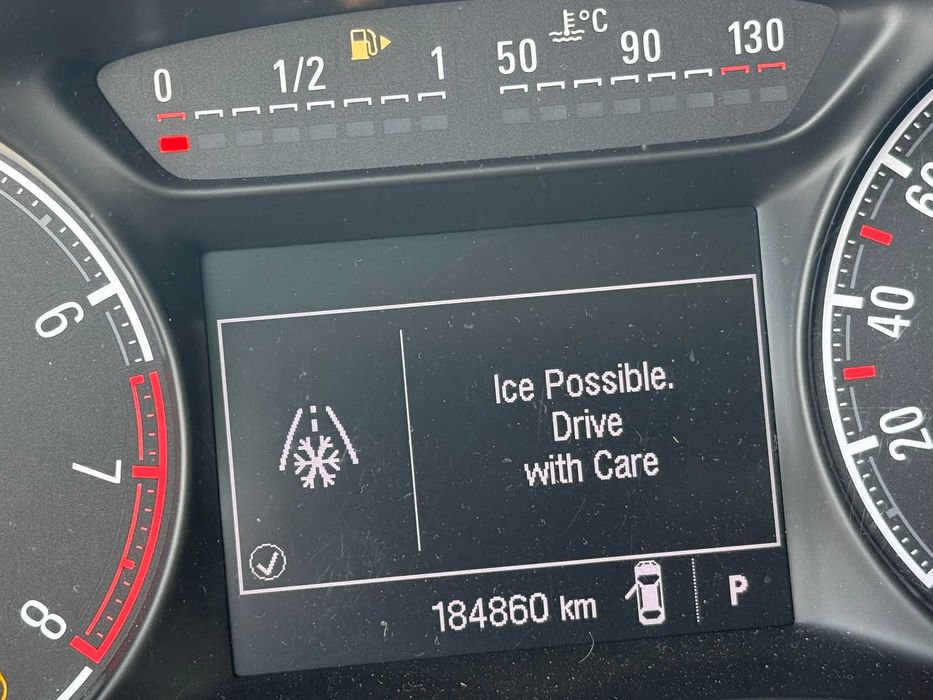 0 1/2 1
50 90 130
°C
6
7
8
60
40
20
Ice Possible.
Drive
with Care
184860 km
P